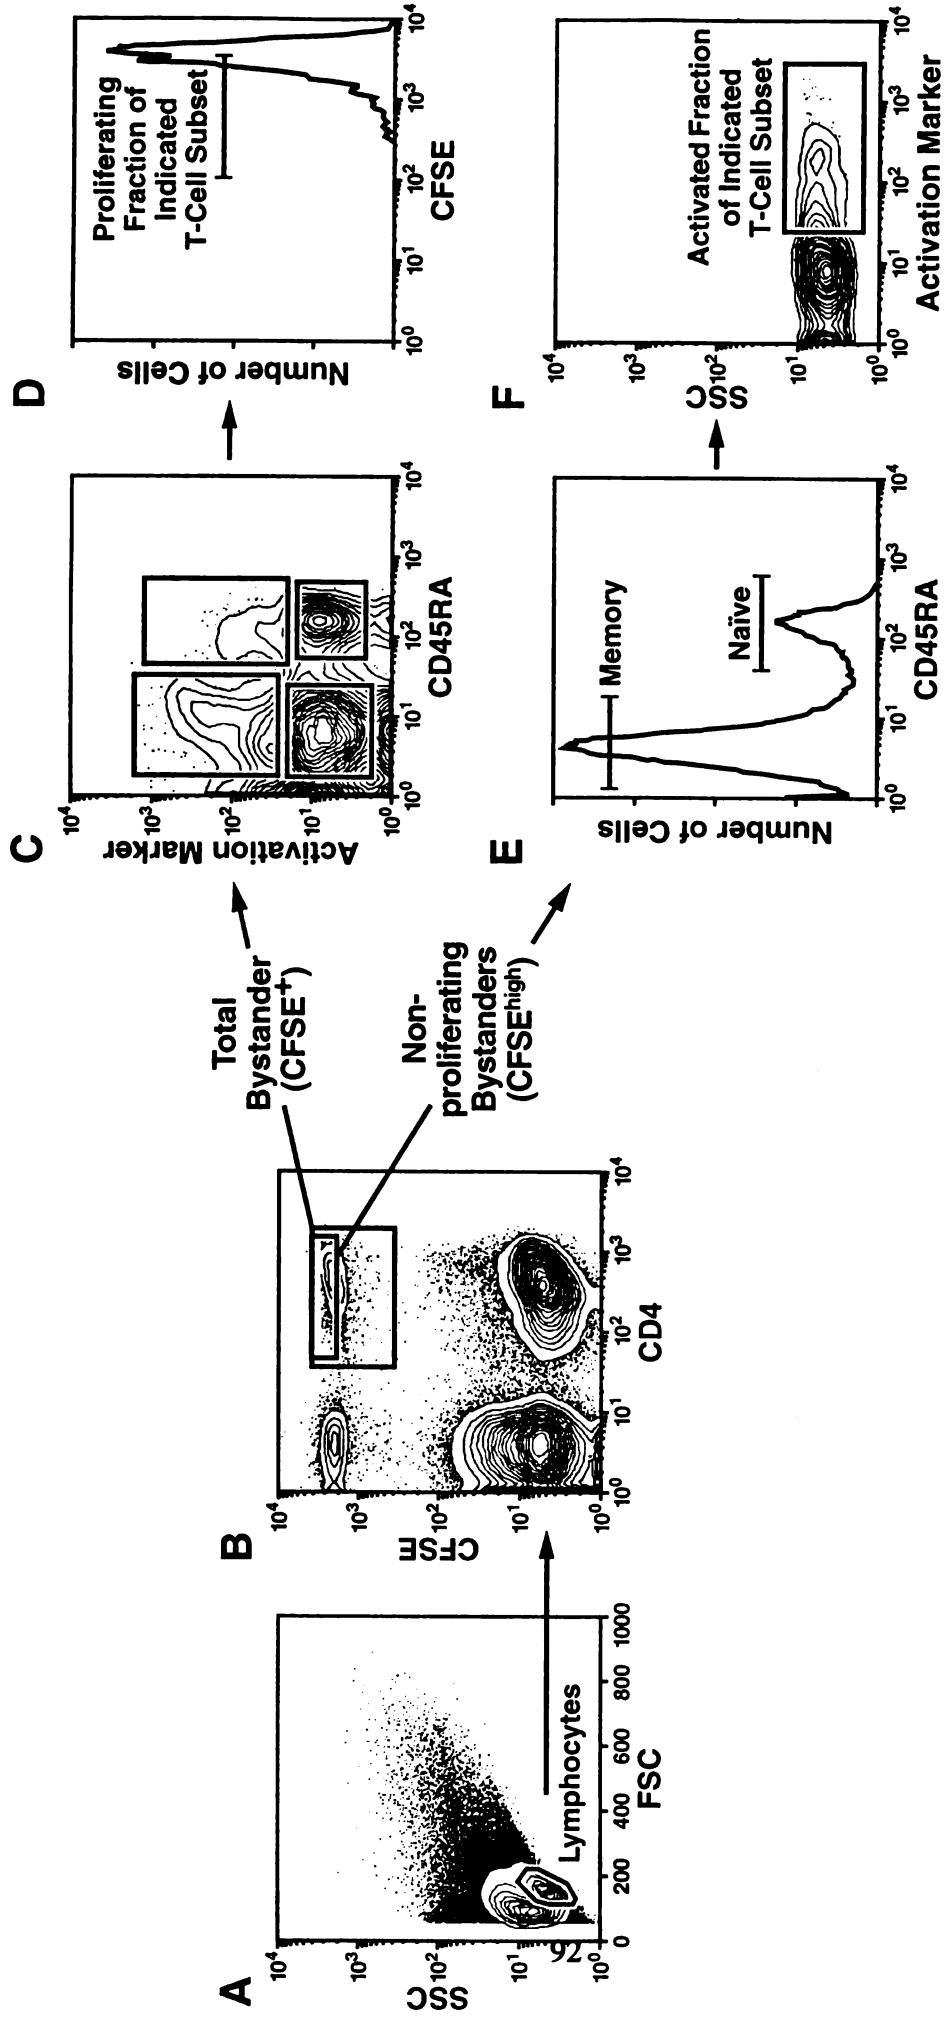 A
SSC
10^4
10^3
10^2
10^1
10^0
0
200
400
600
800
1000
FSC
Lymphocytes
76
B
CFSE
10^4
10^3
10^2
10^1
10^0
10^0
10^1
10^2
10^3
10^4
CD4
Total
Bystander
(CFSE+)
Non-
proliferating
Bystanders
(CFSEhigh)
C
Activation Marker
10^4
10^3
10^2
10^1
10^0
10^0
10^1
10^2
10^3
10^4
CD45RA
D
Number of Cells
Proliferating
Fraction of
Indicated
T-Cell Subset
10^0
10^1
10^2
10^3
10^4
CFSE
E
Number of Cells
Memory
Naïve
10^0
10^1
10^2
10^3
10^4
CD45RA
F
SSC
10^4
10^3
10^2
10^1
10^0
Activated Fraction
of Indicated
T-Cell Subset
10^0
10^1
10^2
10^3
10^4
Activation Marker